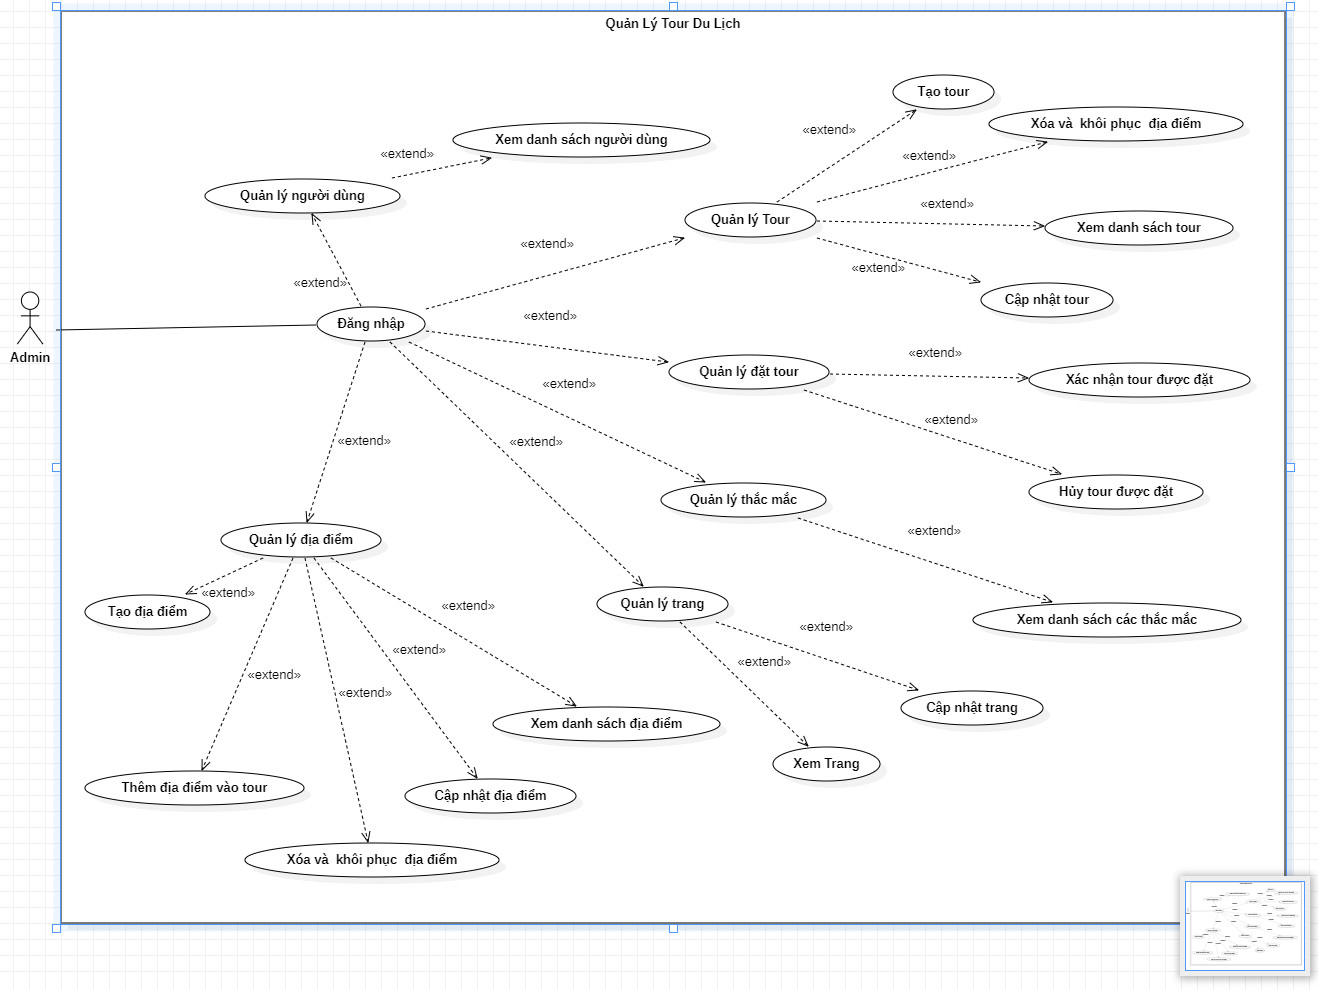 Quản Lý Tour Du Lịch
Tạo tour
«extend»
Xóa và  khôi phục  địa điểm
Xem danh sách người dùng
«extend»
«extend»
Quản lý người dùng
«extend»
Quản lý Tour
Xem danh sách tour
«extend»
«extend»
«extend»
Cập nhật tour
«extend»
Đăng nhập
Admin
«extend»
Quản lý đặt tour
Xác nhận tour được đặt
«extend»
«extend»
«extend»
«extend»
Hủy tour được đặt
Quản lý thắc mắc
«extend»
Quản lý địa điểm
«extend»
«extend»
Quản lý trang
Tạo địa điểm
Xem danh sách các thắc mắc
«extend»
«extend»
«extend»
«extend»
«extend»
Cập nhật trang
Xem danh sách địa điểm
Xem Trang
Thêm địa điểm vào tour
Cập nhật địa điểm
Xóa và  khôi phục  địa điểm